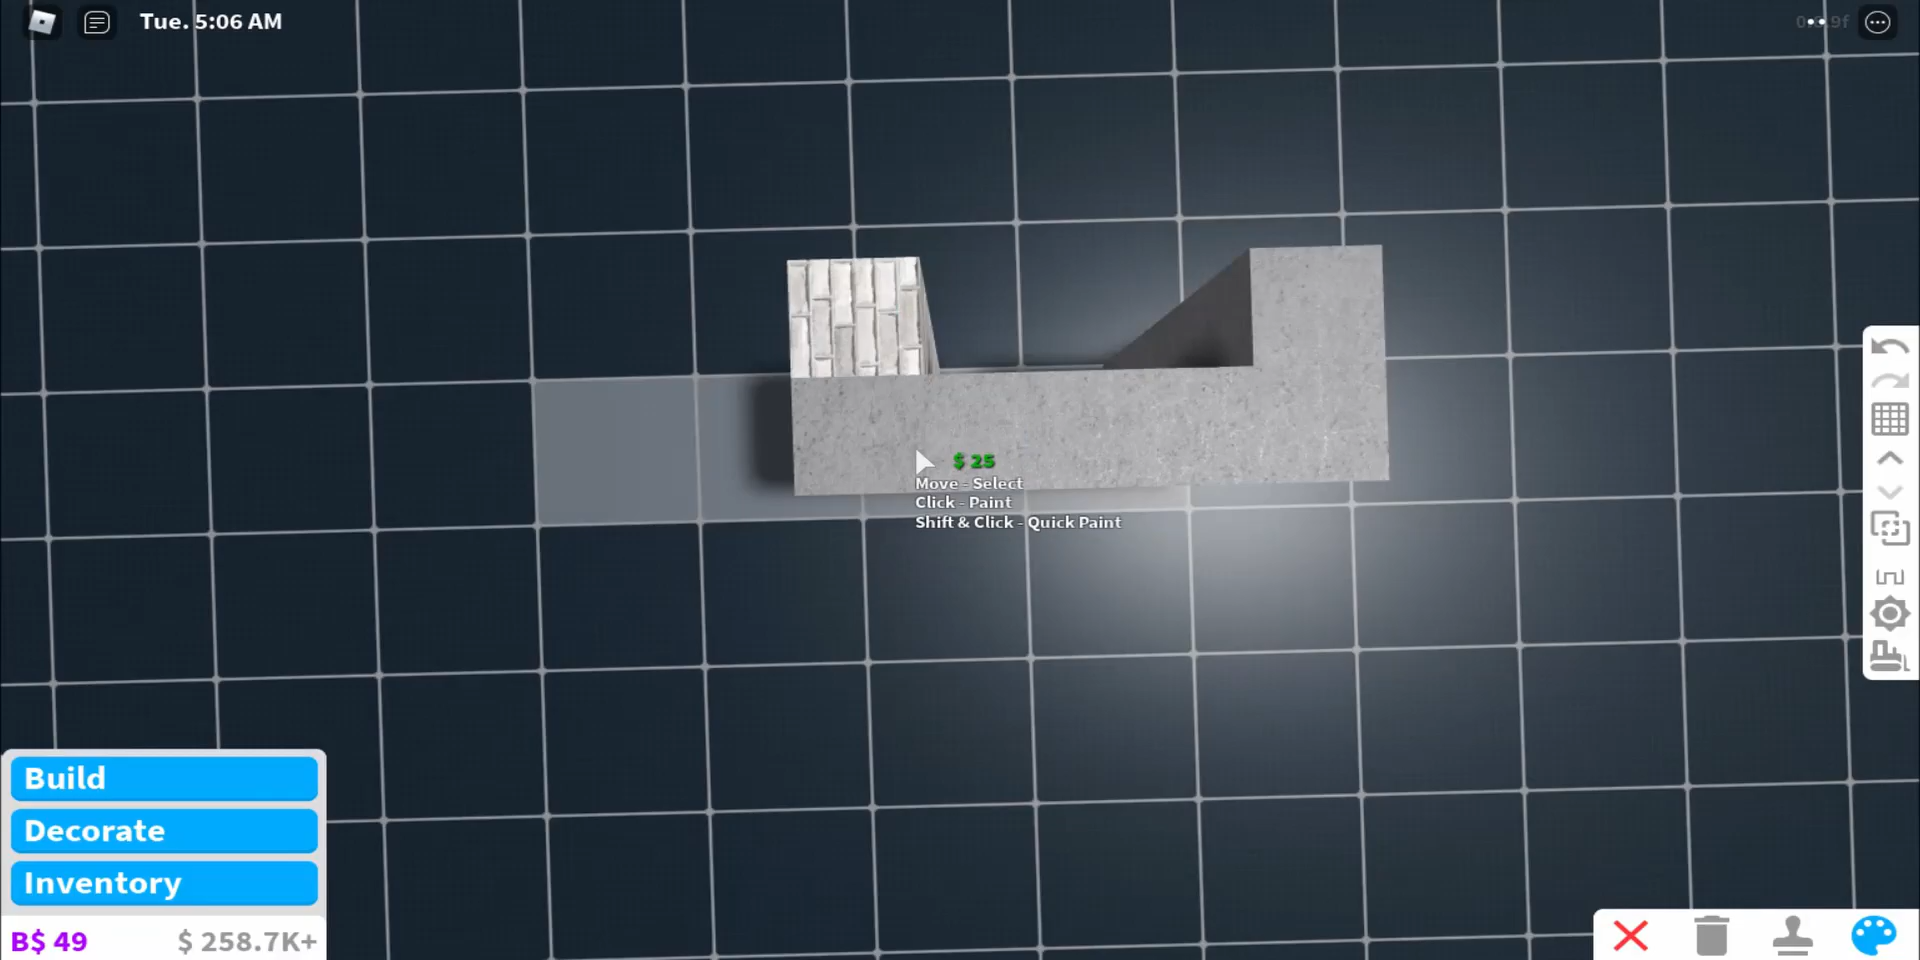 Tue. 5:06 AM
$ 25
Move - Select
Click - Paint
Shift & Click - Quick Paint
Build
Decorate
Inventory
B$ 49
$ 258.7K+